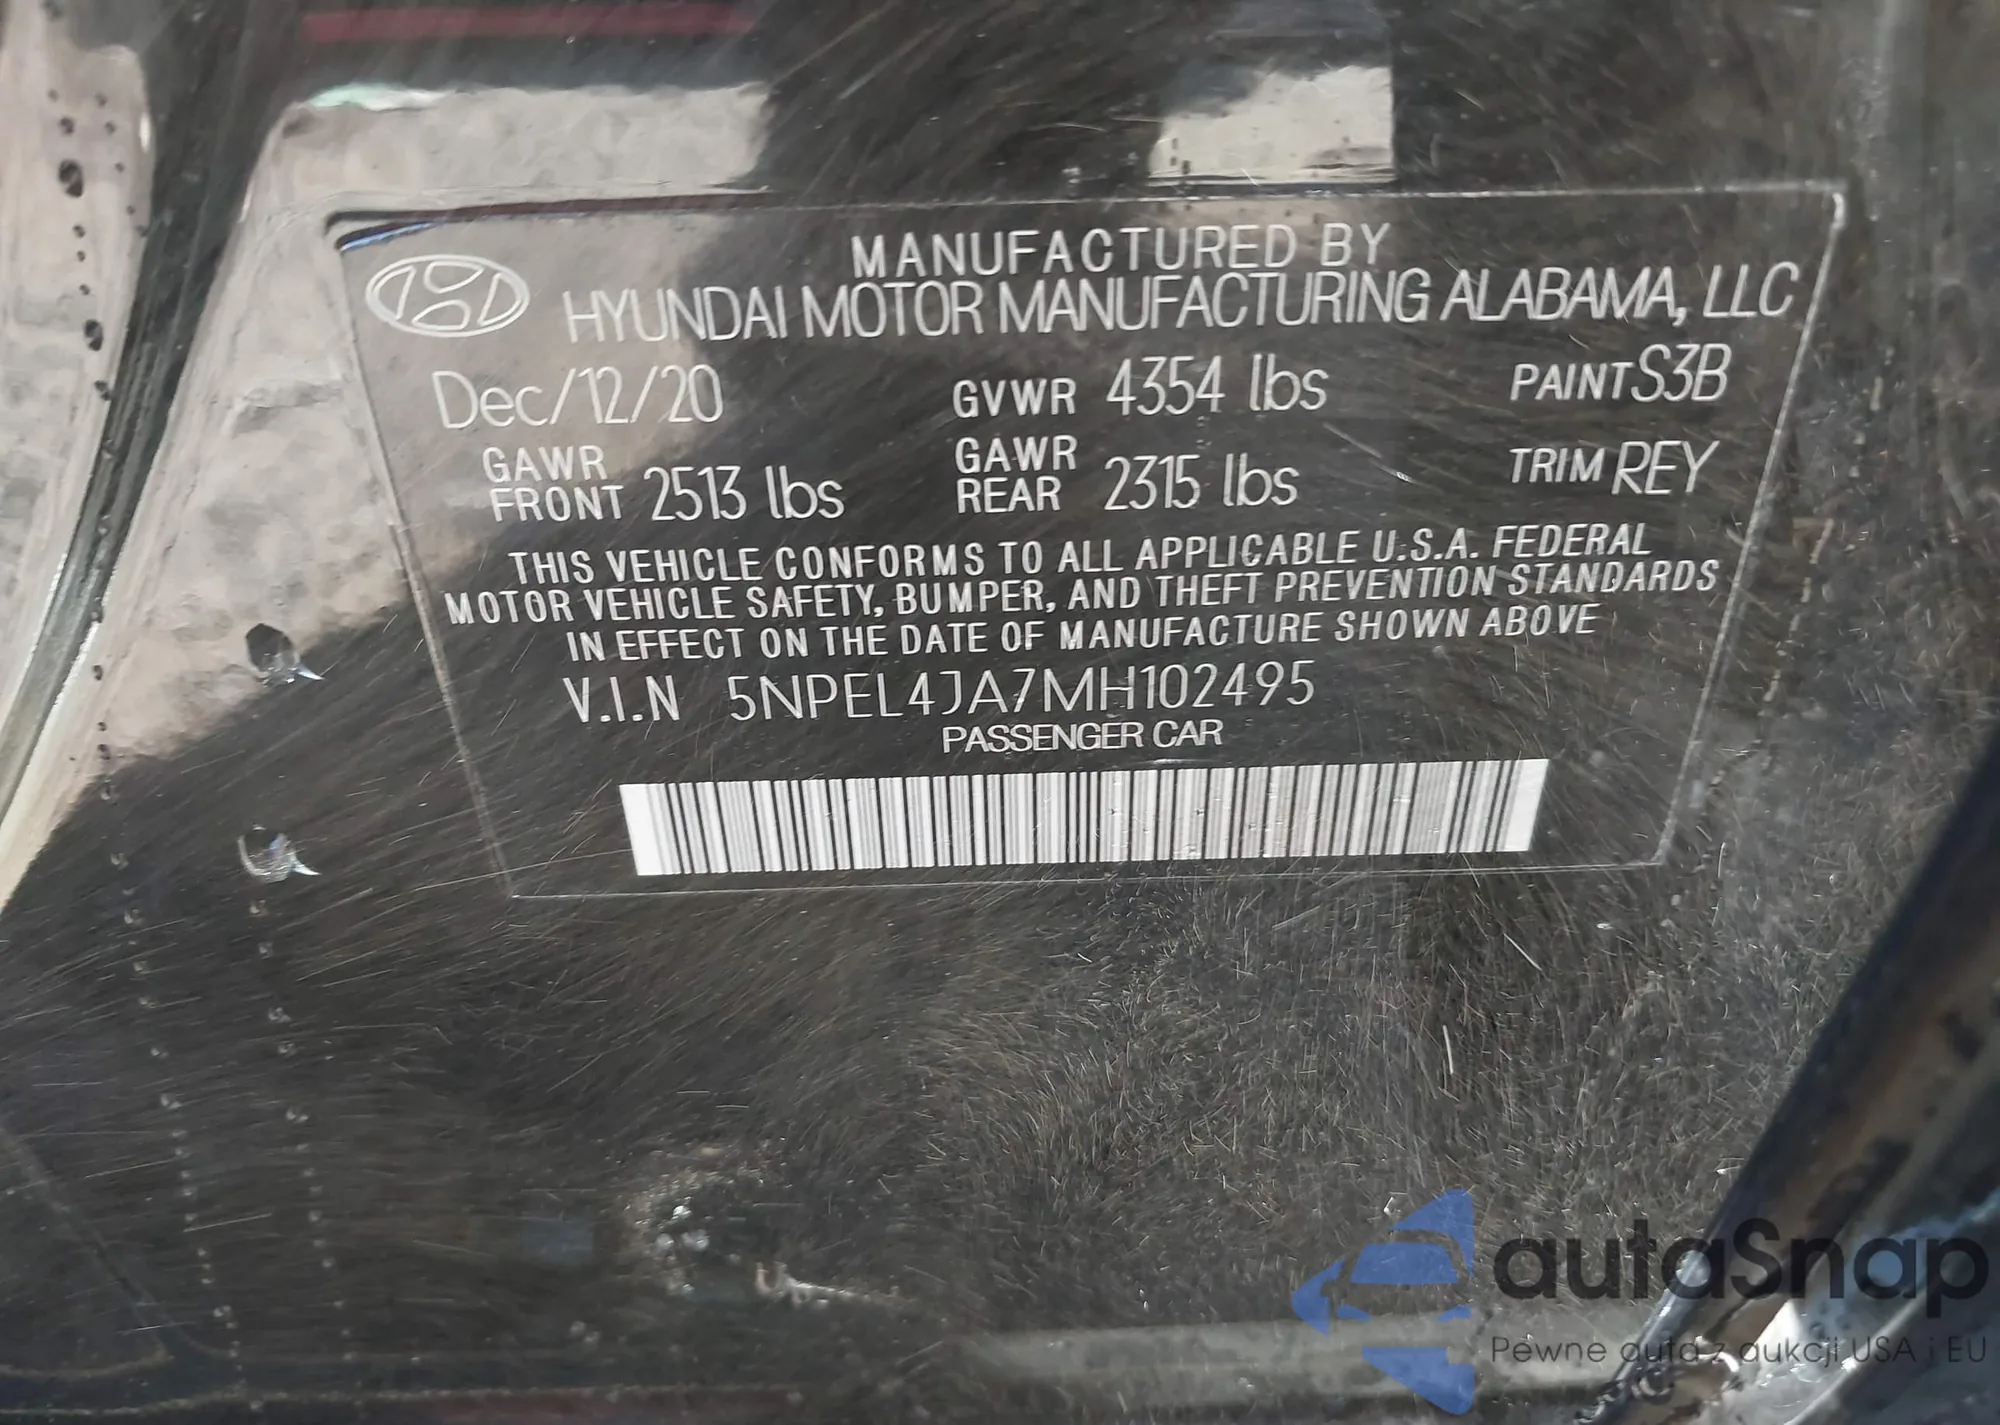 MANUFACTURED BY
HYUNDAI MOTOR MANUFACTURING ALABAMA, LLC
Dec/12/20 GVWR 4354 lbs PAINT S3B
GAWR FRONT 2513 lbs GAWR REAR 2315 lbs TRIM REY
THIS VEHICLE CONFORMS TO ALL APPLICABLE U.S.A. FEDERAL
MOTOR VEHICLE SAFETY, BUMPER, AND THEFT PREVENTION STANDARDS
IN EFFECT ON THE DATE OF MANUFACTURE SHOWN ABOVE
V.I.N 5NPEL4JA7MH102495
PASSENGER CAR
autaSnap
Pewne auta z aukcji USA i EU